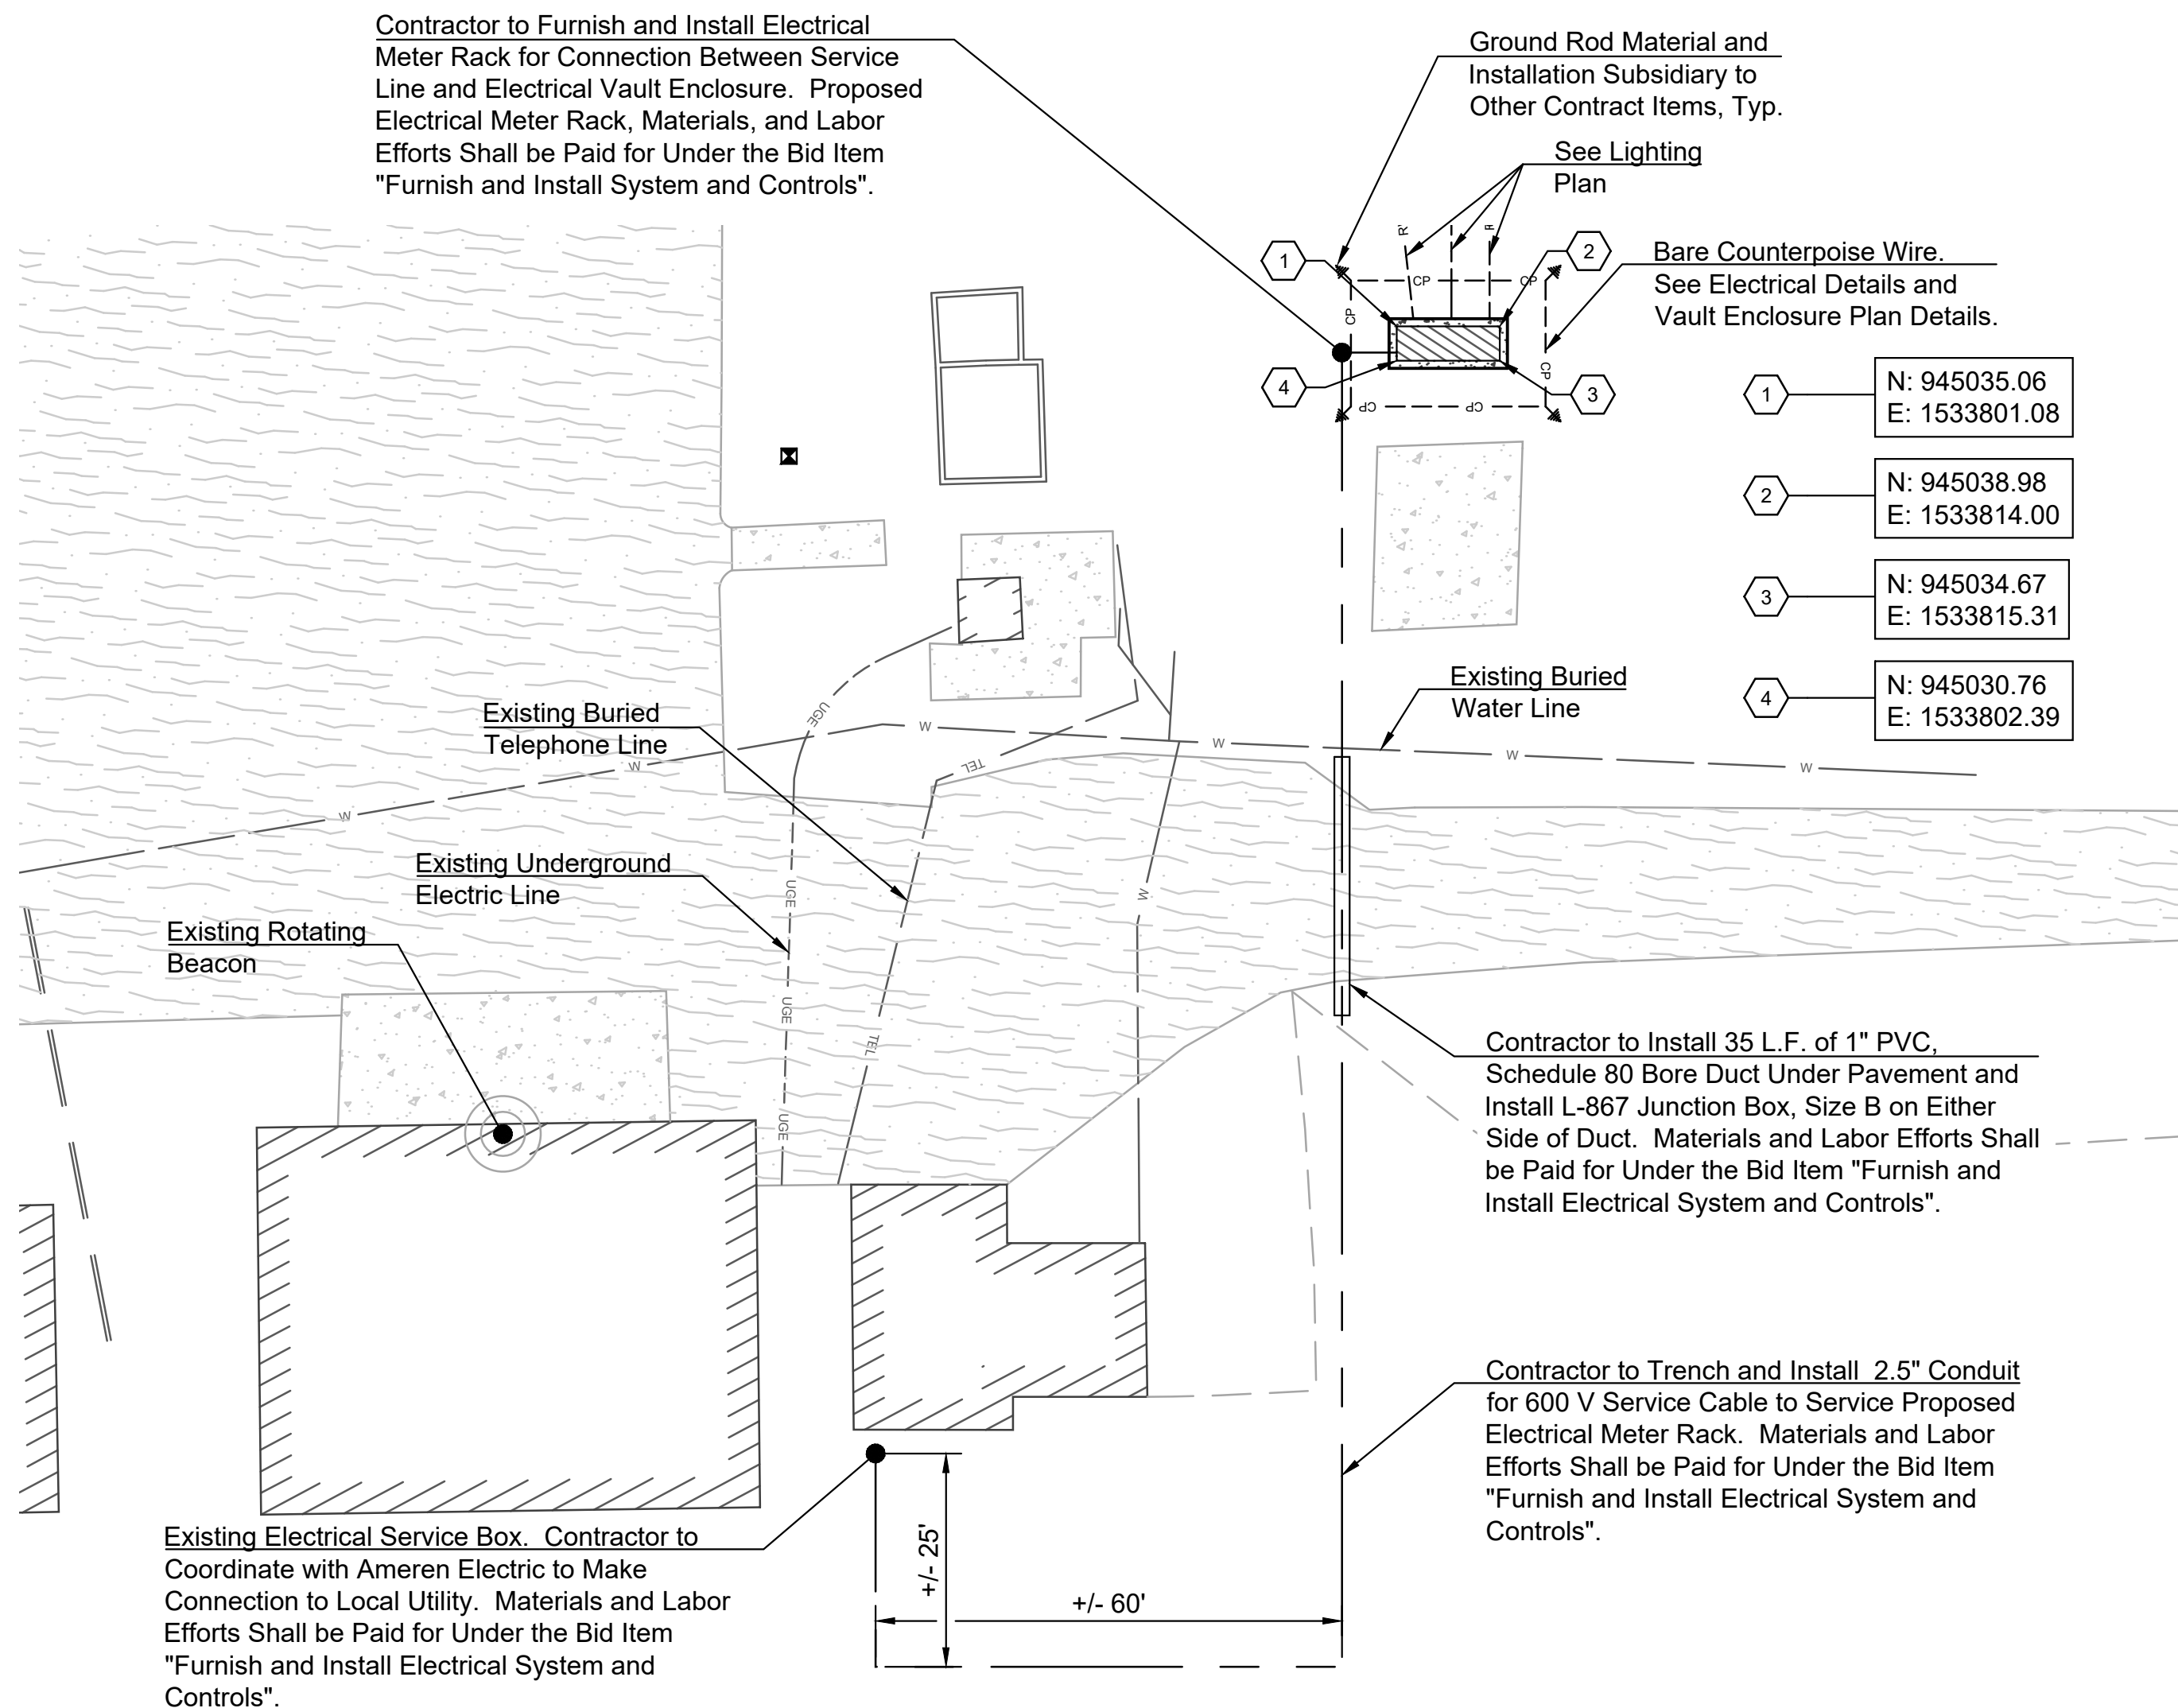 Contractor to Furnish and Install Electrical
Meter Rack for Connection Between Service
Line and Electrical Vault Enclosure.  Proposed
Electrical Meter Rack, Materials, and Labor
Efforts Shall be Paid for Under the Bid Item
"Furnish and Install System and Controls".
Ground Rod Material and
Installation Subsidiary to
Other Contract Items, Typ.
See Lighting
Plan
R
1
2
CP
CP
CP
CP
CP
CP
4
3
Bare Counterpoise Wire.
See Electrical Details and
Vault Enclosure Plan Details.
1
N: 945035.06
E: 1533801.08
2
N: 945038.98
E: 1533814.00
3
N: 945034.67
E: 1533815.31
4
N: 945030.76
E: 1533802.39
Existing Buried
Water Line
Existing Buried
Telephone Line
UGE
W
W
W
W
W
W
TEL
Existing Underground
Electric Line
UGE
W
Existing Rotating
Beacon
UGE
TEL
UGE
Contractor to Install 35 L.F. of 1" PVC,
Schedule 80 Bore Duct Under Pavement and
Install L-867 Junction Box, Size B on Either
Side of Duct.  Materials and Labor Efforts Shall
be Paid for Under the Bid Item "Furnish and
Install Electrical System and Controls".
Contractor to Trench and Install  2.5" Conduit
for 600 V Service Cable to Service Proposed
Electrical Meter Rack.  Materials and Labor
Efforts Shall be Paid for Under the Bid Item
"Furnish and Install Electrical System and
Controls".
Existing Electrical Service Box.  Contractor to
Coordinate with Ameren Electric to Make
Connection to Local Utility.  Materials and Labor
Efforts Shall be Paid for Under the Bid Item
"Furnish and Install Electrical System and
Controls".
+/- 25'
+/- 60'